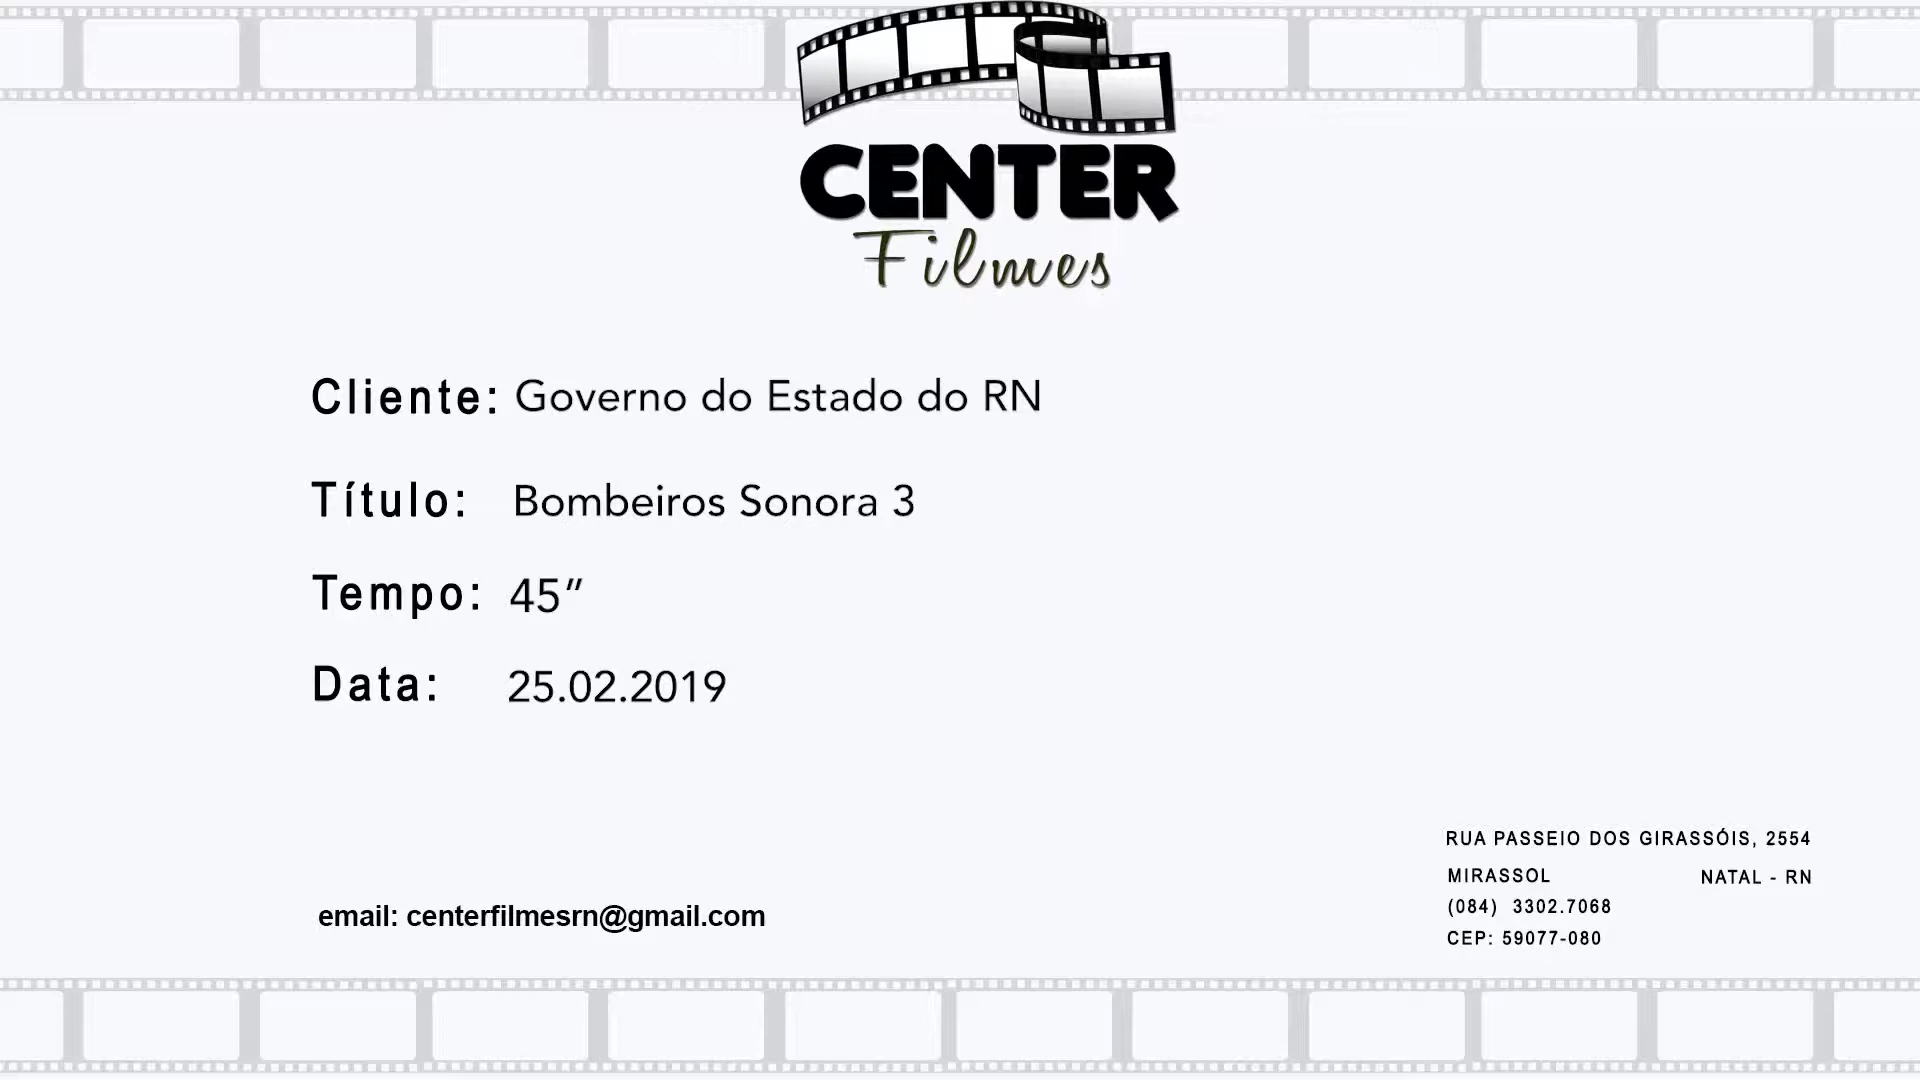 CENTER
Filmes
Cliente: Governo do Estado do RN
Título: Bombeiros Sonora 3
Tempo: 45”
Data: 25.02.2019
RUA PASSEIO DOS GIRASSÓIS, 2554
MIRASSOL NATAL - RN
(084) 3302.7068
CEP: 59077-080
email: centerfilmesrn@gmail.com